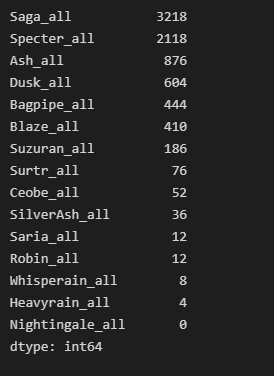 Saga_all 3218
Specter_all 2118
Ash_all 876
Dusk_all 604
Bagpipe_all 444
Blaze_all 410
Suzuran_all 186
Surtr_all 76
Ceobe_all 52
SilverAsh_all 36
Saria_all 12
Robin_all 12
Whisperain_all 8
Heavyrain_all 4
Nightingale_all 0
dtype: int64